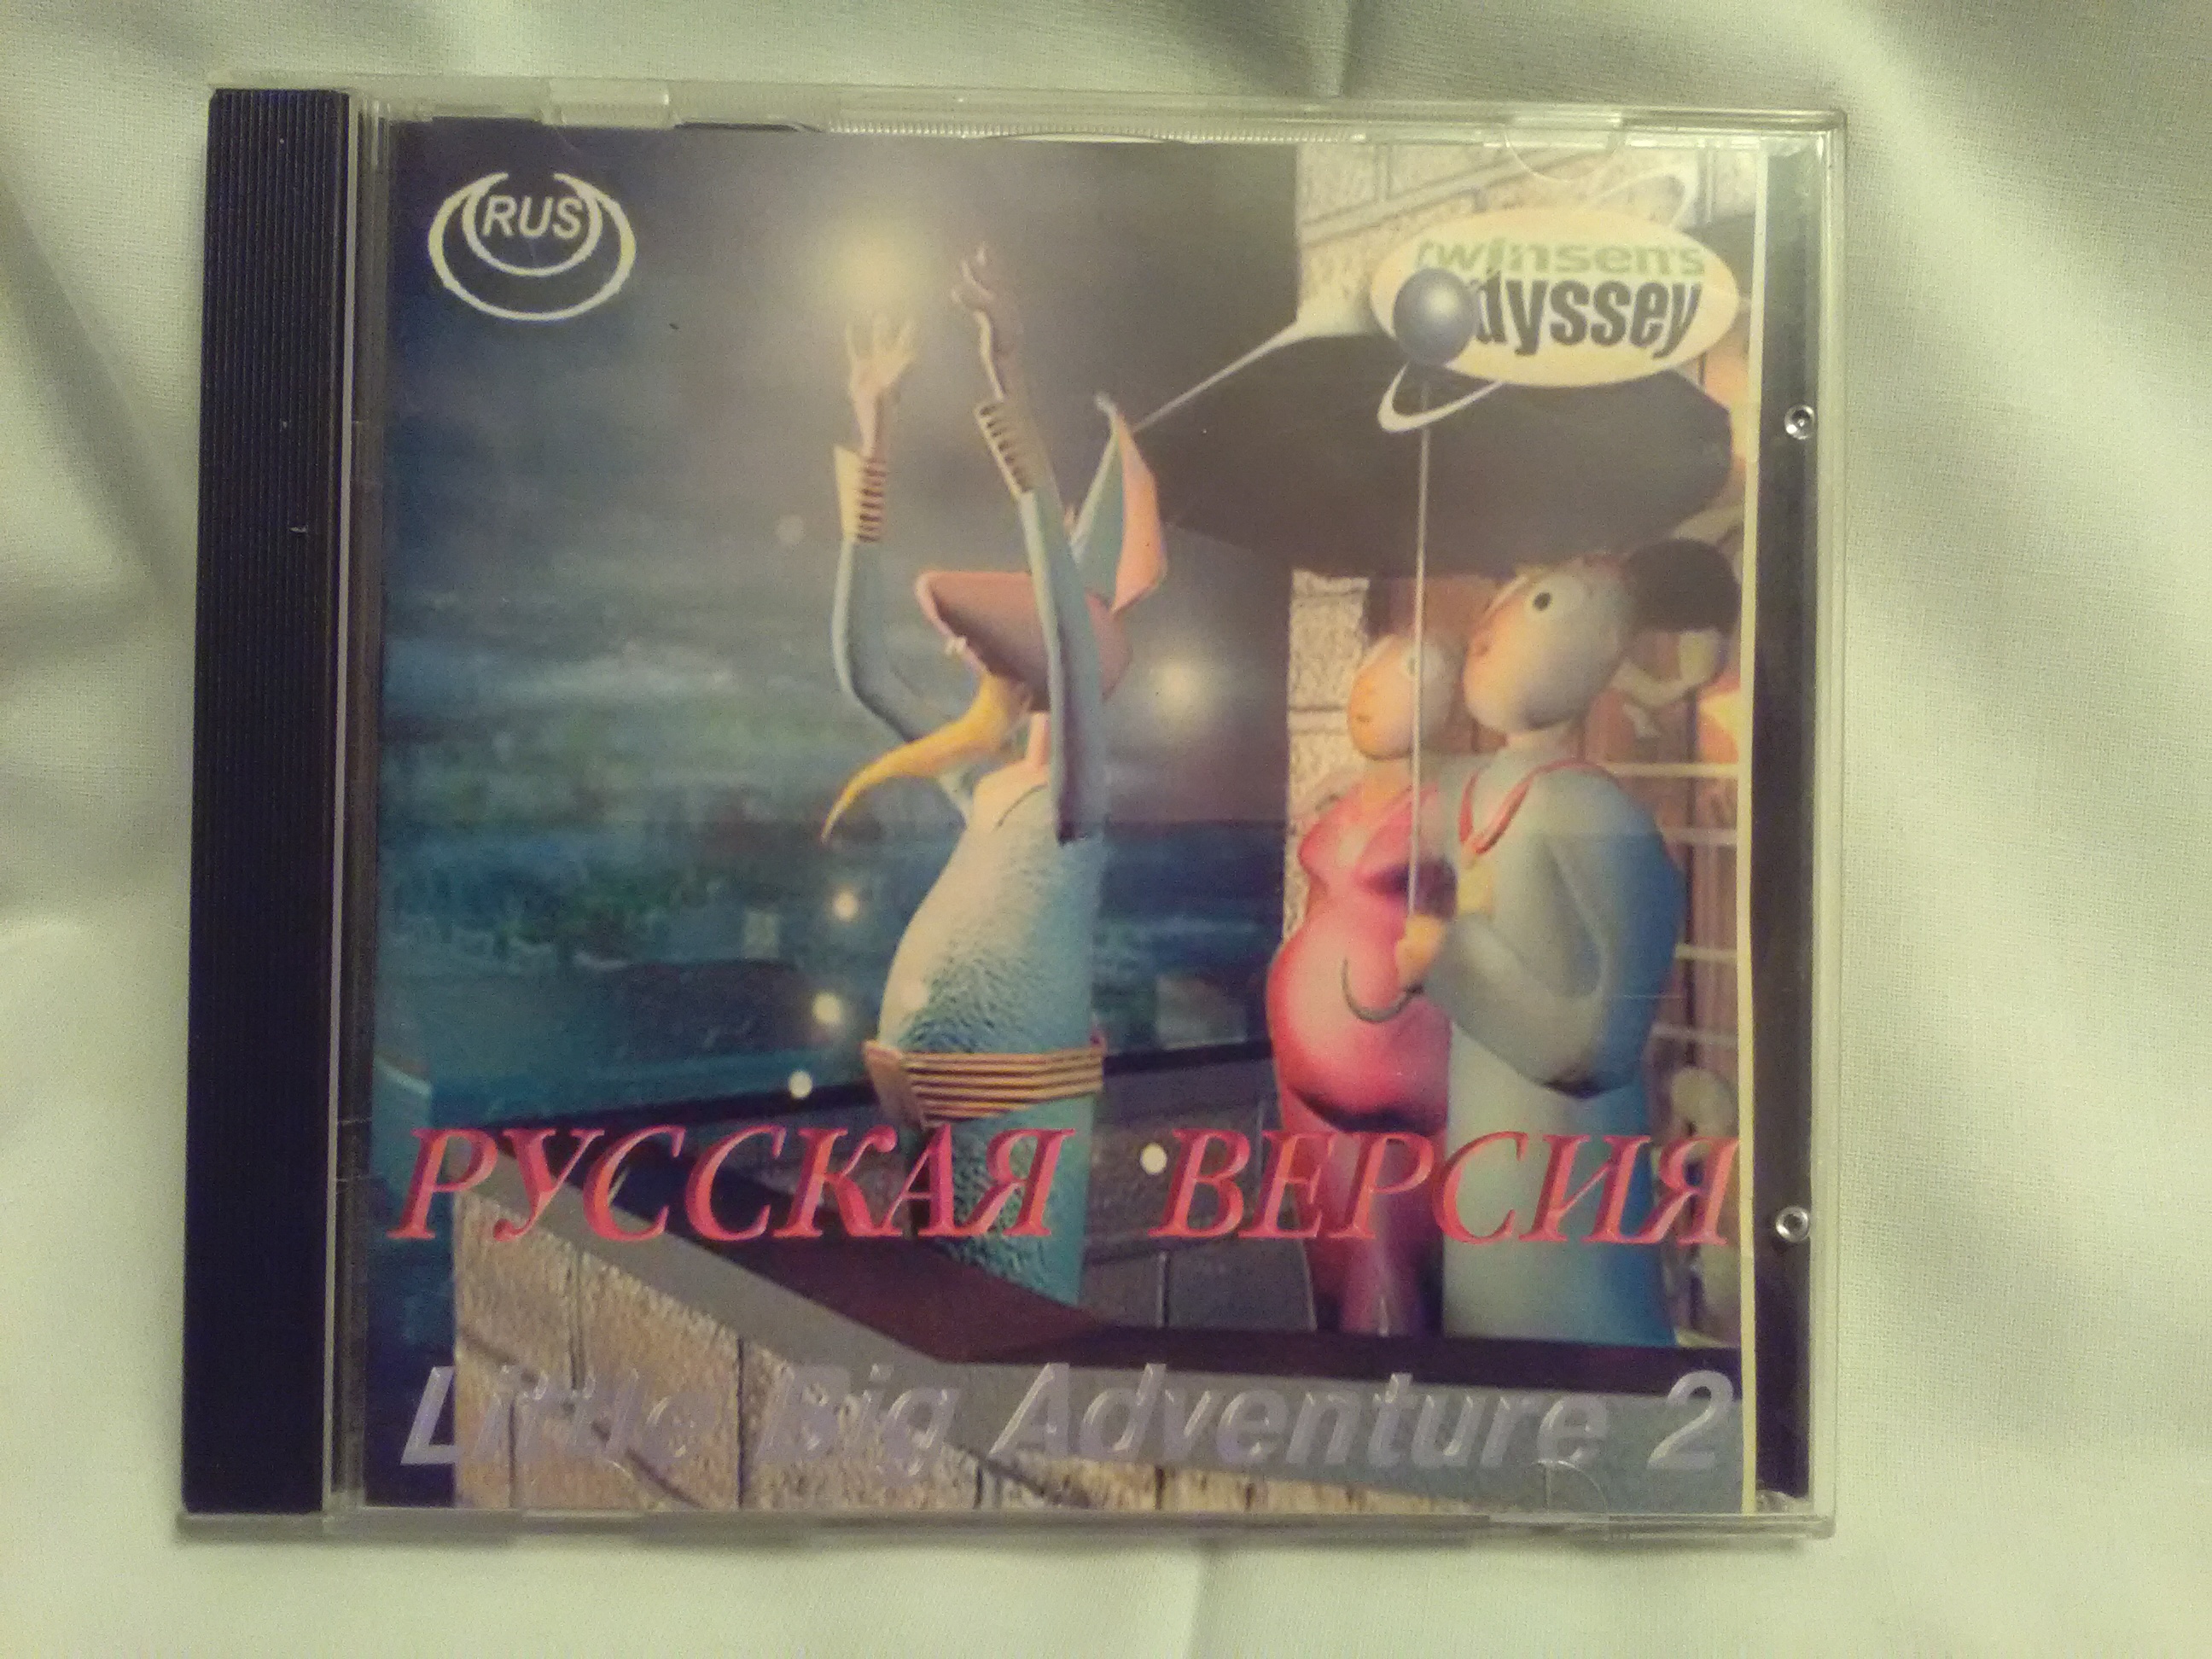 RUS
twinsen's
odyssey
РУССКАЯ ВЕРСИЯ
Little Big Adventure 2